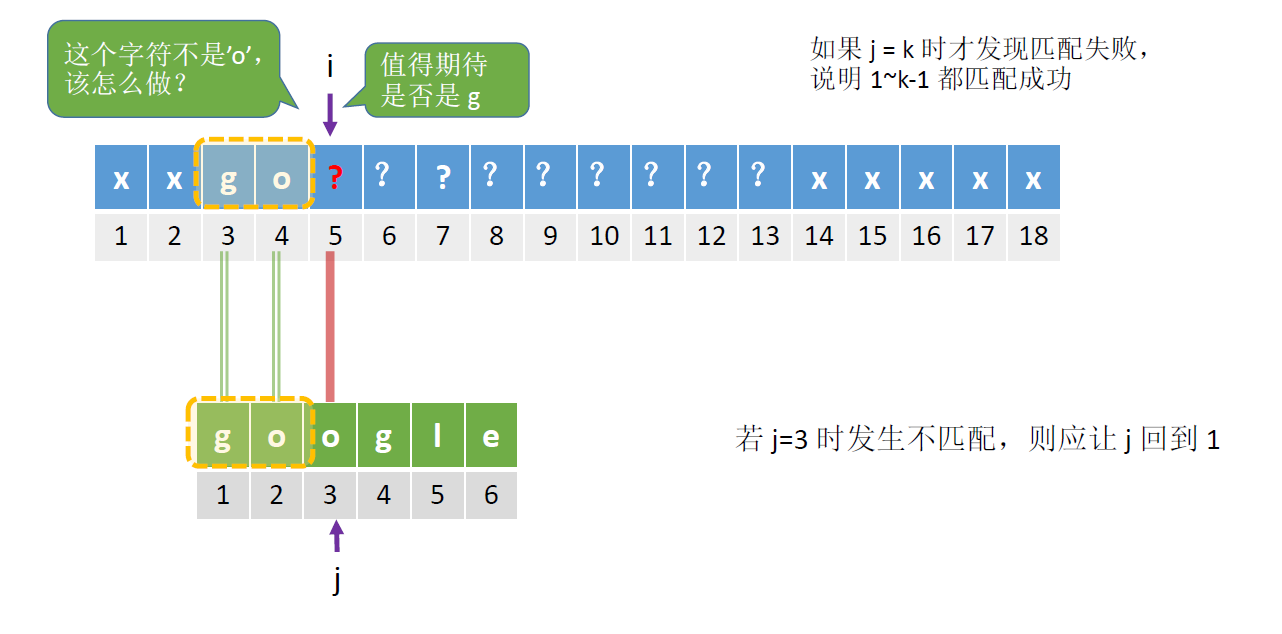 这个字符不是'o',
该怎么做?
i
值得期待
是否是 g
如果 j = k 时才发现匹配失败,
说明 1~k-1 都匹配成功
x x g o ? ? ? ? ? ? ? ? ? x x x x x
1 2 3 4 5 6 7 8 9 10 11 12 13 14 15 16 17 18
g o o g l e
若 j=3 时发生不匹配，则应让 j 回到 1
1 2 3 4 5 6
j